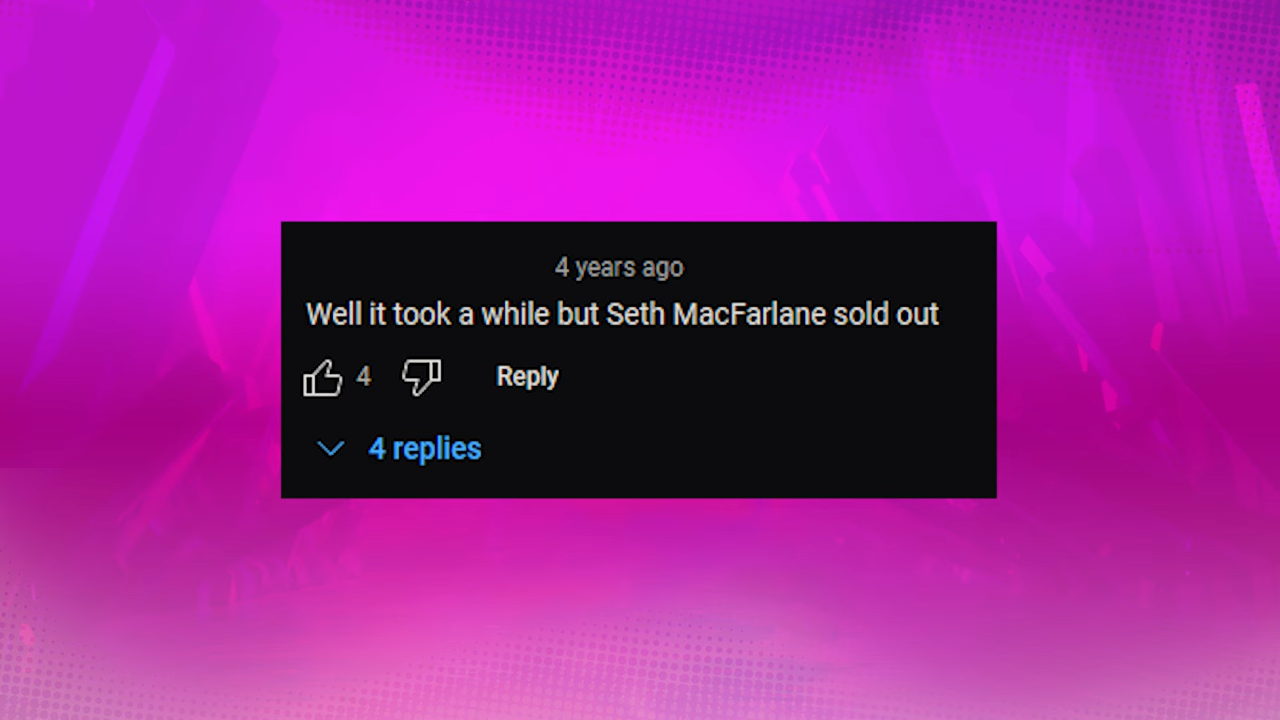 4 years ago
Well it took a while but Seth MacFarlane sold out
4 Reply
4 replies